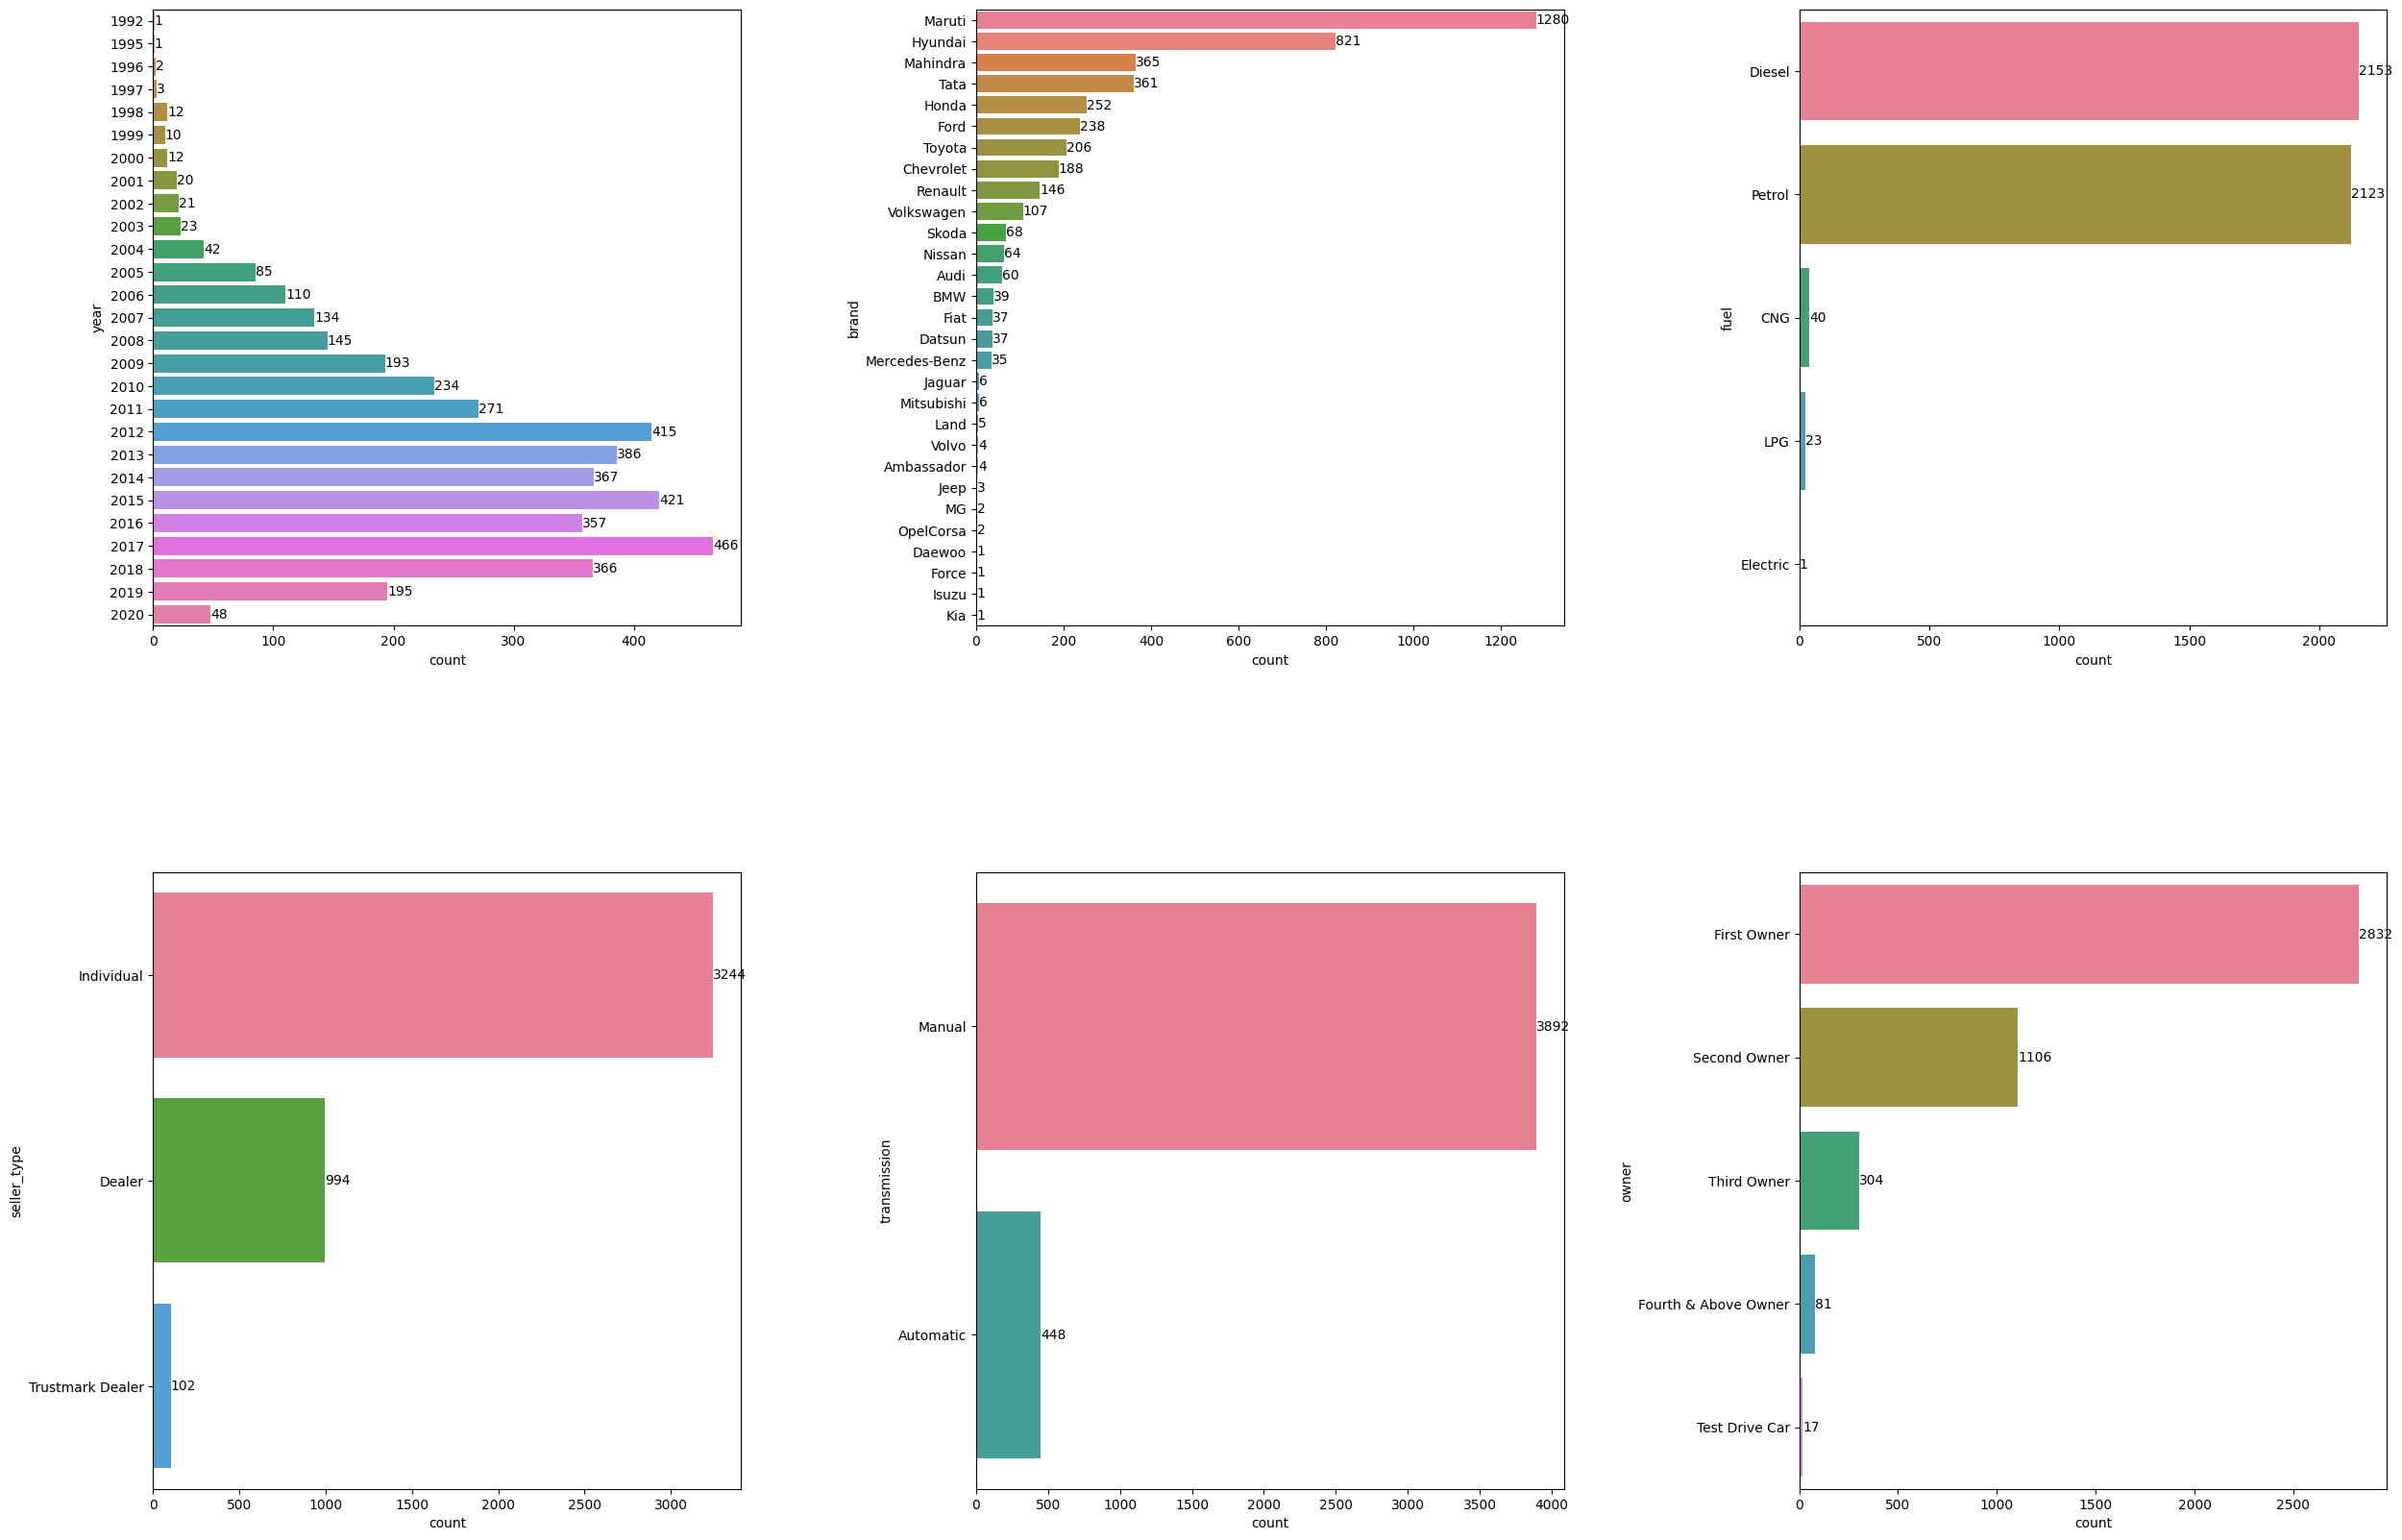 year
1992 1
1995 1
1996 2
1997 3
1998 12
1999 10
2000 12
2001 20
2002 21
2003 23
2004 42
2005 85
2006 110
2007 134
2008 145
2009 193
2010 234
2011 271
2012 415
2013 386
2014 367
2015 421
2016 357
2017 466
2018 366
2019 195
2020 48
0 100 200 300 400
count
brand
Maruti 1280
Hyundai 821
Mahindra 365
Tata 361
Honda 252
Ford 238
Toyota 206
Chevrolet 188
Renault 146
Volkswagen 107
Skoda 68
Nissan 64
Audi 60
BMW 39
Fiat 37
Datsun 37
Mercedes-Benz 35
Jaguar 6
Mitsubishi 6
Land 5
Volvo 4
Ambassador 4
Jeep 3
MG 2
OpelCorsa 2
Daewoo 1
Force 1
Isuzu 1
Kia 1
0 200 400 600 800 1000 1200
count
fuel
Diesel 2153
Petrol 2123
CNG 40
LPG 23
Electric 1
0 500 1000 1500 2000
count
seller_type
Individual 3244
Dealer 994
Trustmark Dealer 102
0 500 1000 1500 2000 2500 3000
count
transmission
Manual 3892
Automatic 448
0 500 1000 1500 2000 2500 3000 3500 4000
count
owner
First Owner 2832
Second Owner 1106
Third Owner 304
Fourth & Above Owner 81
Test Drive Car 17
0 500 1000 1500 2000 2500
count